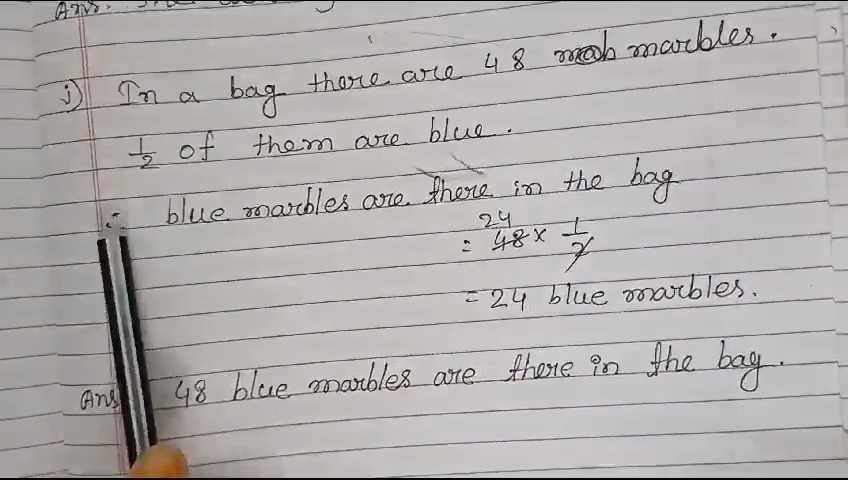 Ans.
j) In a bag there are 48 marbles.
1/2 of them are blue.
∴ blue marbles are there in the bag
24
= 48 × 1/2
= 24 blue marbles.
Ans 48 blue marbles are there in the bag.